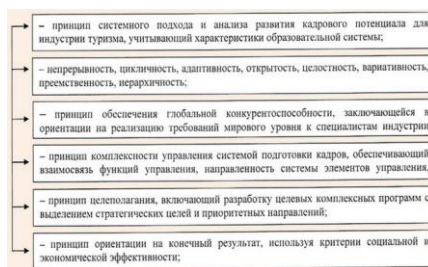 – принцип системного подхода и анализа развития кадрового потенциала для
индустрии туризма, учитывающий характеристики образовательной системы;
– непрерывность, цикличность, адаптивность, открытость, целостность, вариативность,
преемственность, иерархичность;
– принцип обеспечения глобальной конкурентоспособности, заключающейся в
ориентации на реализацию требований мирового уровня к специалистам индустрии
– принцип комплексности управления системой подготовки кадров, обеспечивающий
взаимосвязь функций управления, направленность системы элементов управления,
– принцип целеполагания, включающий разработку целевых комплексных программ с
выделением стратегических целей и приоритетных направлений;
– принцип ориентации на конечный результат, используя критерии социальной и
экономической эффективности;